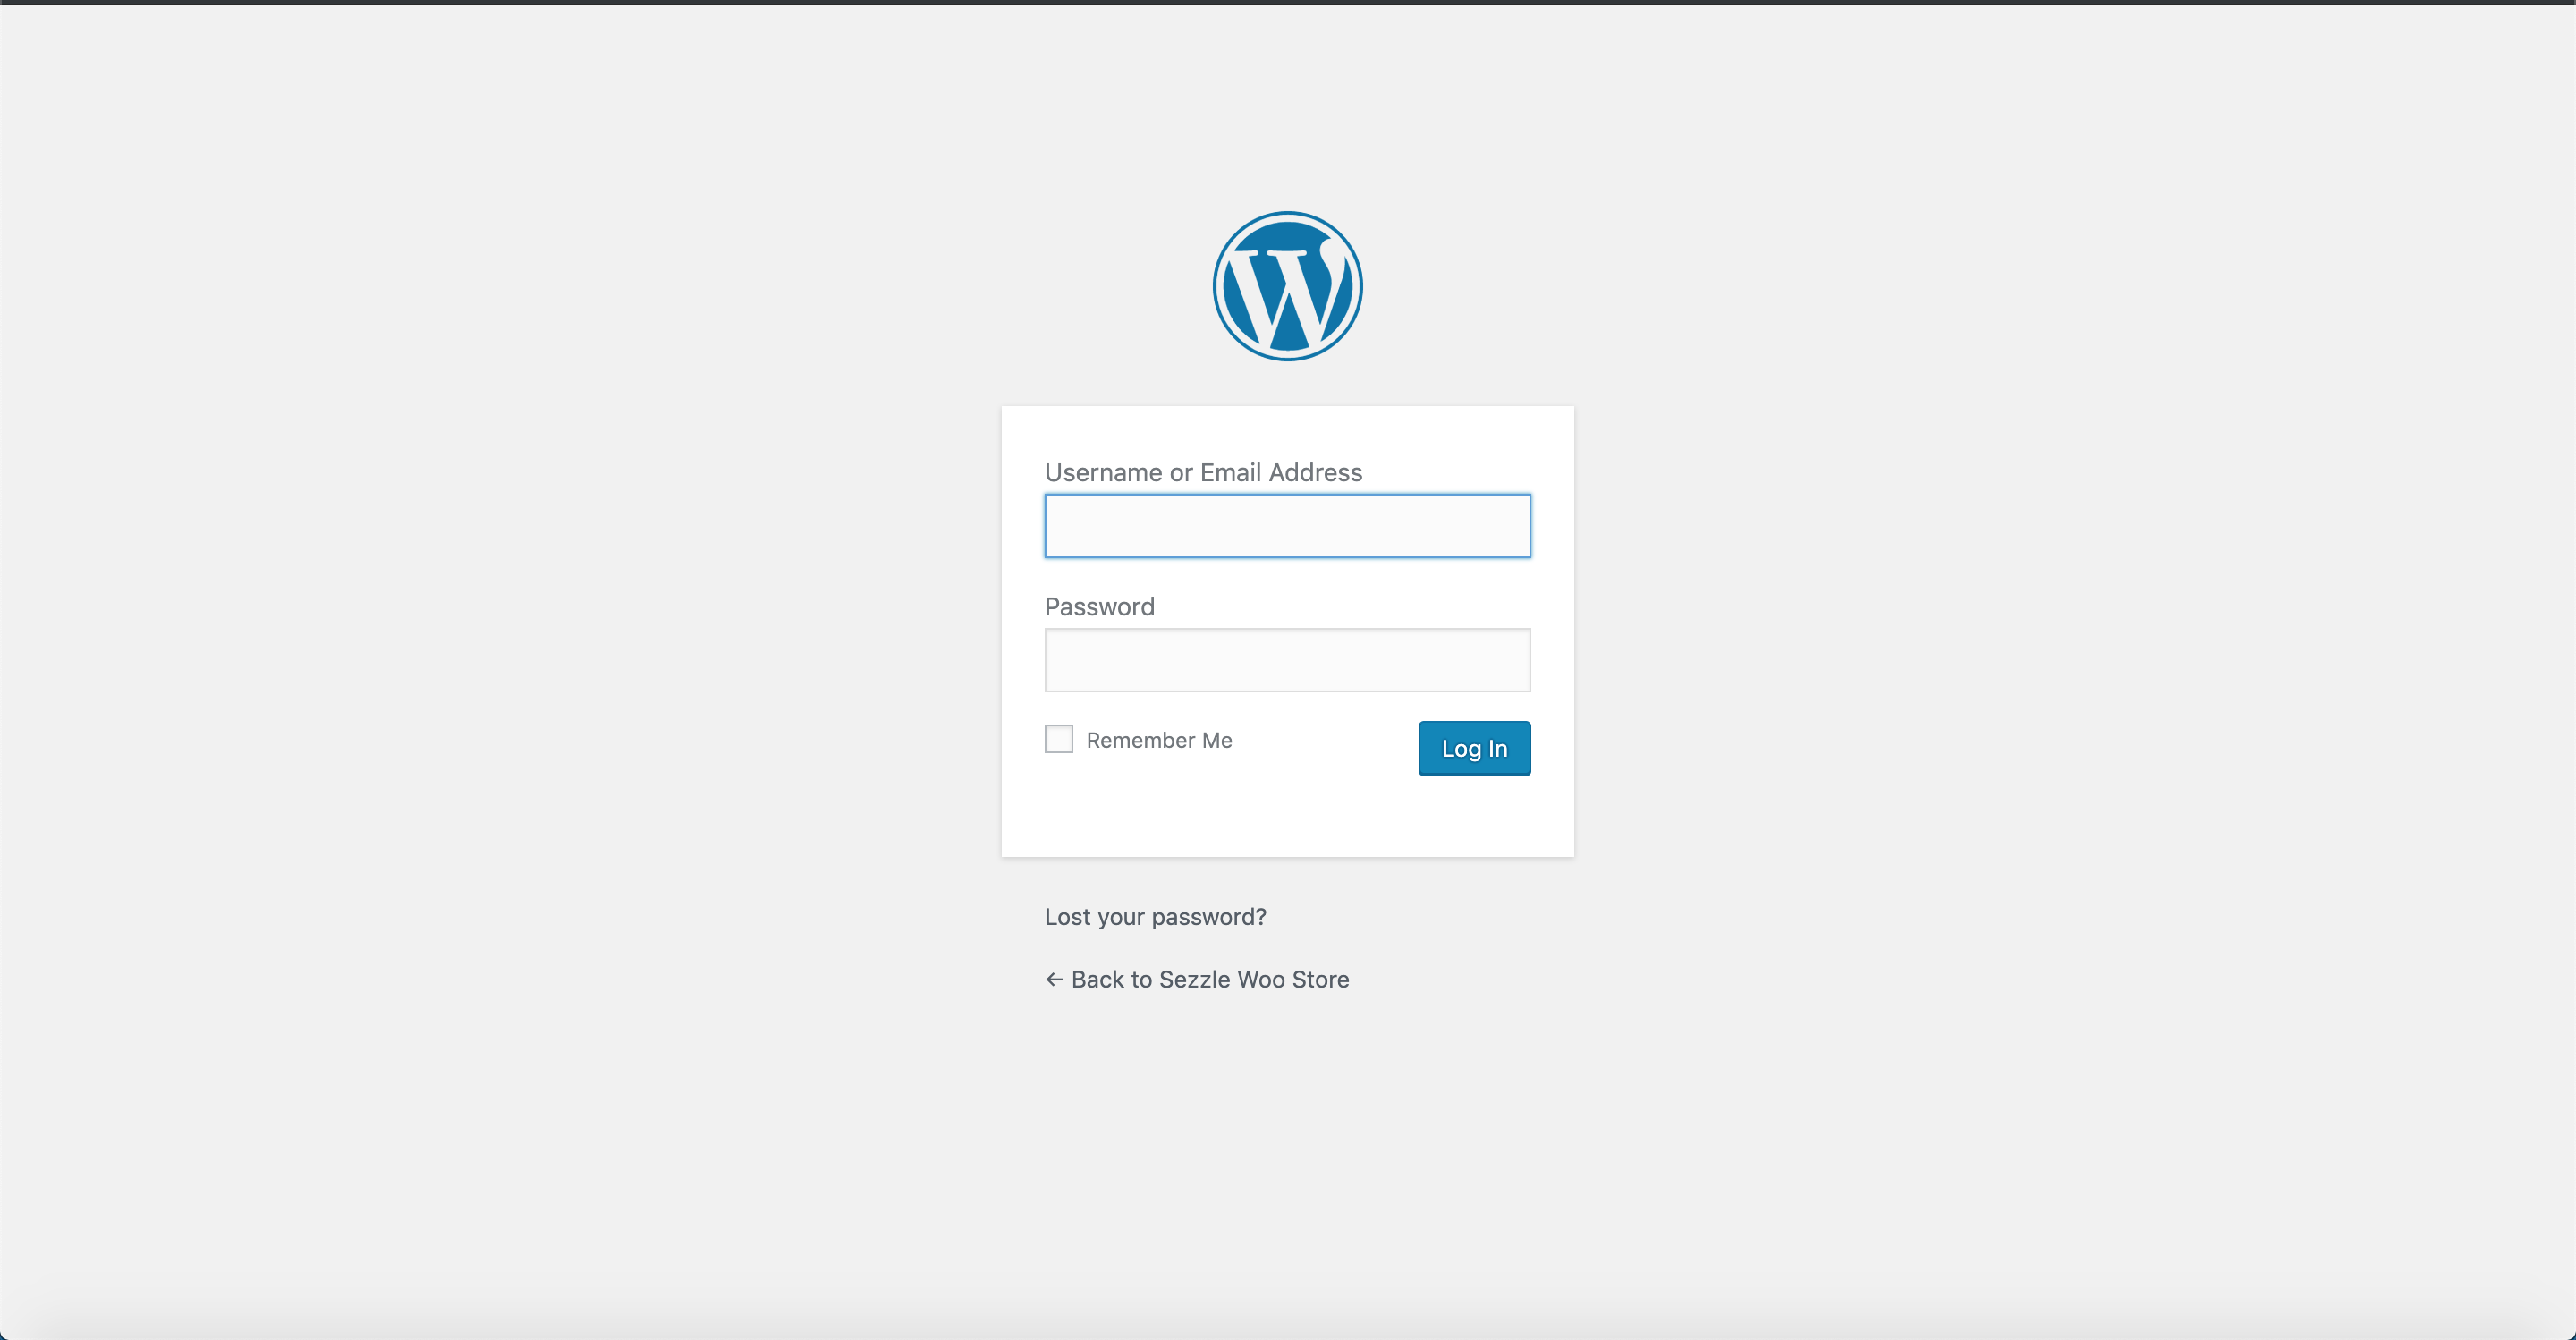 Username or Email Address
Password
Remember Me
Log In
Lost your password?
← Back to Sezzle Woo Store